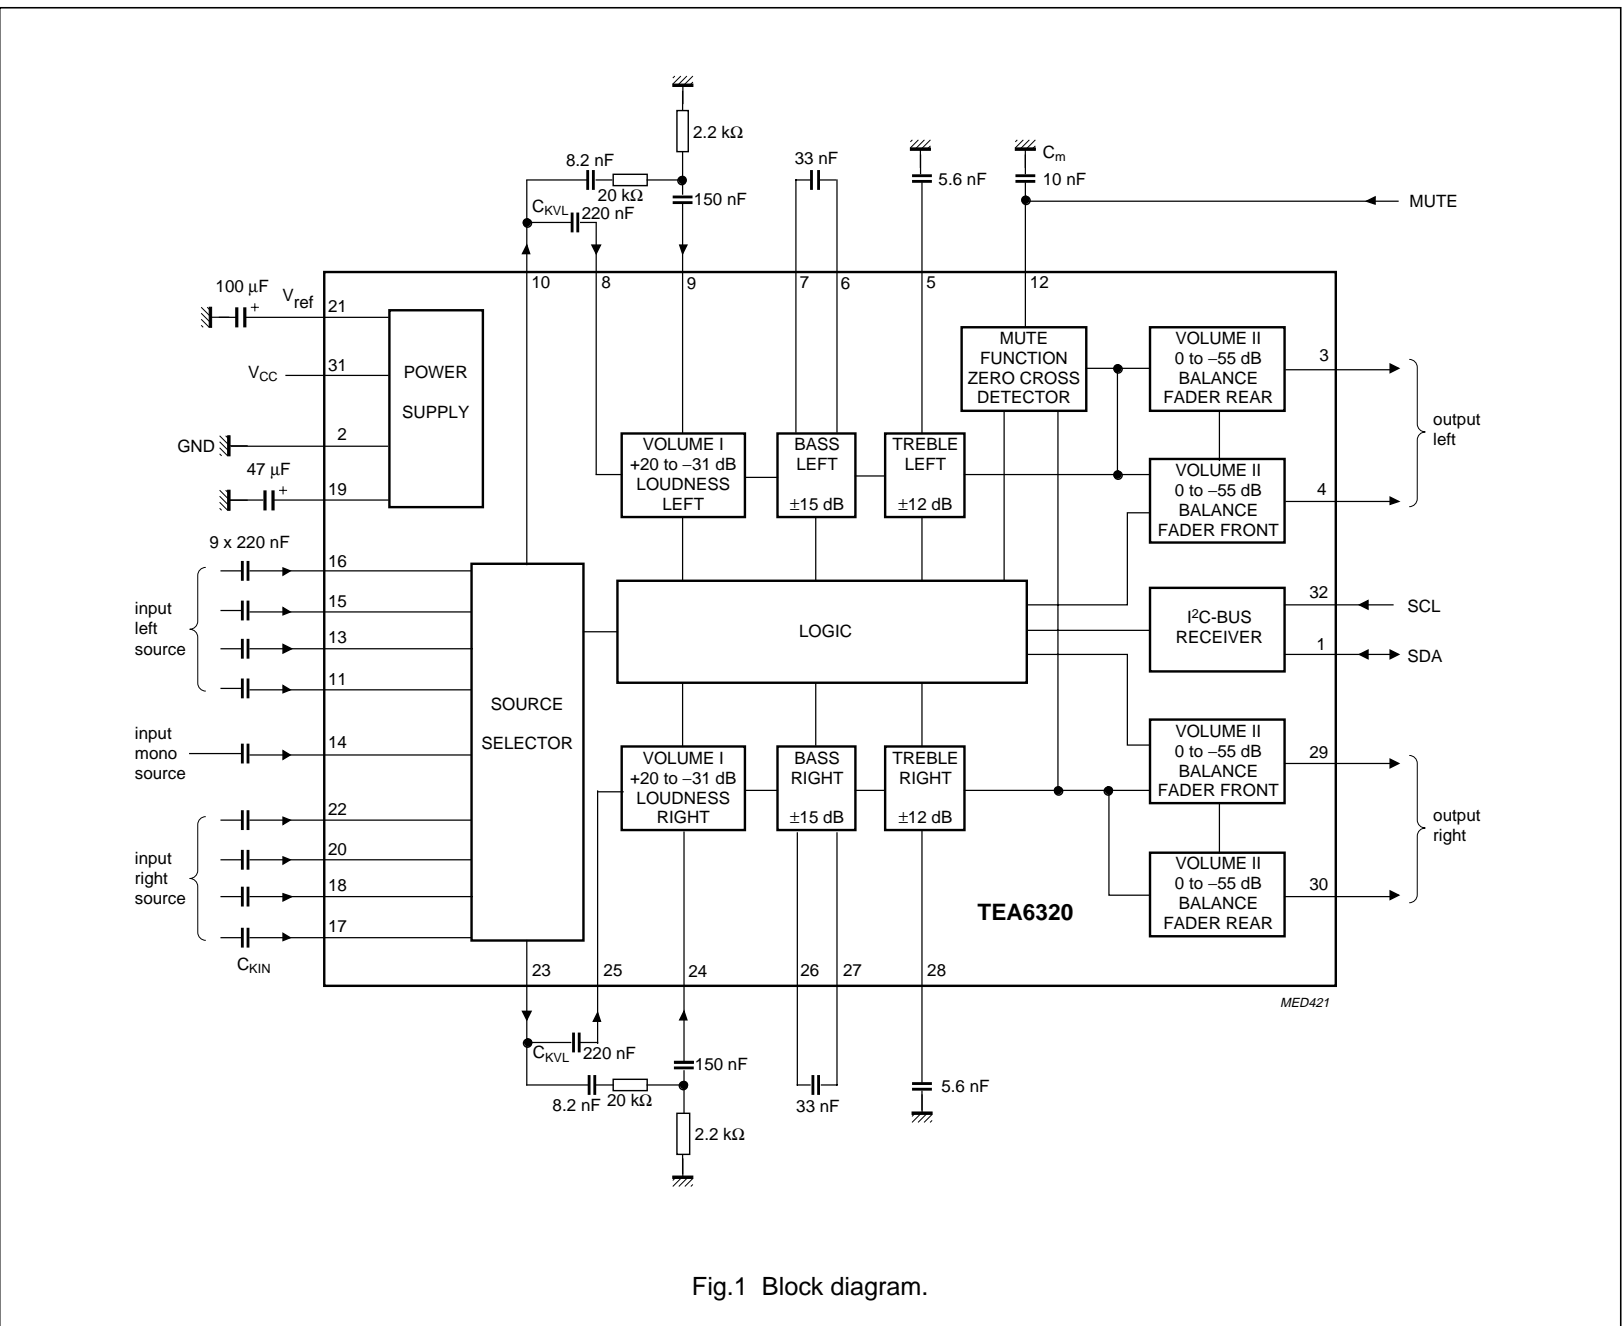 2.2 kΩ
8.2 nF
20 kΩ
150 nF
C_KVL
220 nF
33 nF
5.6 nF
C_m
10 nF
MUTE
10
8
9
7
6
5
12
100 μF
+
V_ref
21
V_CC
31
GND
2
47 μF
+
19
POWER
SUPPLY
MUTE
FUNCTION
ZERO CROSS
DETECTOR
VOLUME II
0 to −55 dB
BALANCE
FADER REAR
3
VOLUME I
+20 to −31 dB
LOUDNESS
LEFT
BASS
LEFT
±15 dB
TREBLE
LEFT
±12 dB
VOLUME II
0 to −55 dB
BALANCE
FADER FRONT
4
output
left
9 x 220 nF
input
left
source
16
15
13
11
input
mono
source
14
input
right
source
22
20
18
17
C_KIN
SOURCE
SELECTOR
LOGIC
I²C-BUS
RECEIVER
32
SCL
1
SDA
VOLUME I
+20 to −31 dB
LOUDNESS
RIGHT
BASS
RIGHT
±15 dB
TREBLE
RIGHT
±12 dB
VOLUME II
0 to −55 dB
BALANCE
FADER FRONT
29
VOLUME II
0 to −55 dB
BALANCE
FADER REAR
30
output
right
TEA6320
23
25
24
26
27
28
MED421
C_KVL
220 nF
150 nF
8.2 nF
20 kΩ
33 nF
5.6 nF
2.2 kΩ
Fig.1 Block diagram.